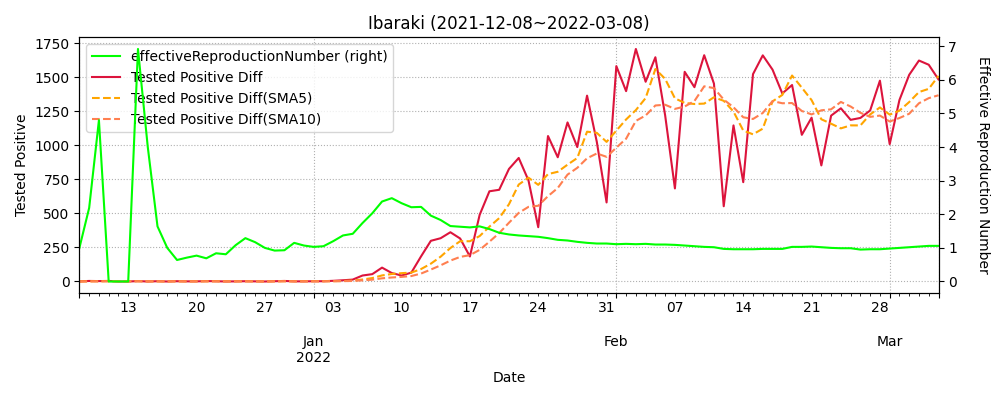 Ibaraki (2021-12-08~2022-03-08)
effectiveReproductionNumber (right)
Tested Positive Diff
Tested Positive Diff(SMA5)
Tested Positive Diff(SMA10)
Tested Positive
1750
1500
1250
1000
750
500
250
0
7
6
5
4
3
2
1
0
Effective Reproduction Number
13 20 27 03 10 17 24 31 07 14 21 28
Jan Feb Mar
2022
Date